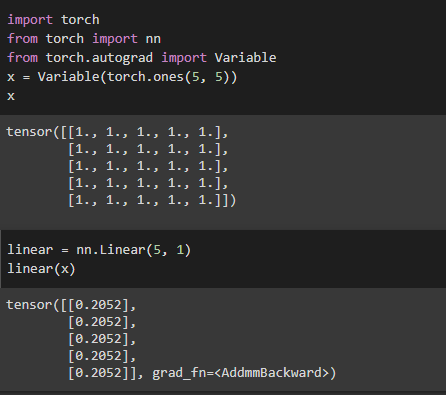 import torch
from torch import nn
from torch.autograd import Variable
x = Variable(torch.ones(5, 5))
x
tensor([[1., 1., 1., 1., 1.],
        [1., 1., 1., 1., 1.],
        [1., 1., 1., 1., 1.],
        [1., 1., 1., 1., 1.],
        [1., 1., 1., 1., 1.]])
linear = nn.Linear(5, 1)
linear(x)
tensor([[0.2052],
        [0.2052],
        [0.2052],
        [0.2052],
        [0.2052]], grad_fn=<AddmmBackward>)